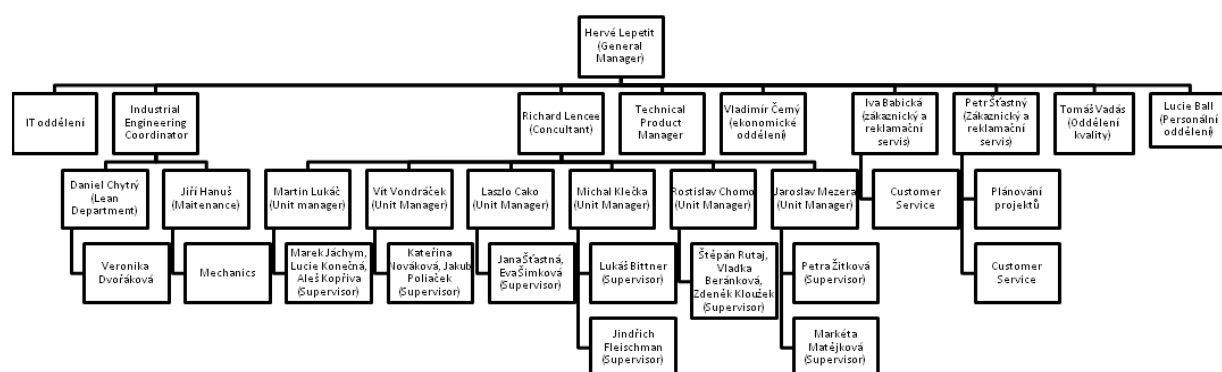 Hervé Lepetit
(General
Manager)
IT oddělení
Industrial
Engineering
Coordinator
Richard Lencee
(Concultant)
Technical
Product
Manager
Vladimír Černý
(ekonomické
oddělení)
Iva Babická
(zákaznický a
reklamační
servis)
Petr Šťastný
(Zákaznický a
reklamační
servis)
Tomáš Vadás
(Oddělení
kvality)
Lucie Ball
(Personální
oddělení)
Daniel Chytrý
(Lean
Department)
Jiří Hanuš
(Maitenance)
Martin Lukáč
(Unit manager)
Vít Vondráček
(Unit Manager)
Laszlo Cako
(Unit Manager)
Michal Klečka
(Unit Manager)
Rostislav Chomo
(Unit Manager)
Jaroslav Mezera
(Unit Manager)
Customer
Service
Plánování
projektů
Veronika
Dvořáková
Mechanics
Marek Jáchym,
Lucie Konečná,
Aleš Kopřiva
(Supervisor)
Kateřina
Nováková, Jakub
Poliaček
(Supervisor)
Jana Šťastná,
Eva Šimková
(Supervisor)
Lukáš Bittner
(Supervisor)
Štěpán Rutaj,
Vladka
Beránková,
Zdeněk Kloužek
(Supervisor)
Petra Žitková
(Supervisor)
Customer
Service
Jindřich
Fleischman
(Supervisor)
Markéta
Matějková
(Supervisor)